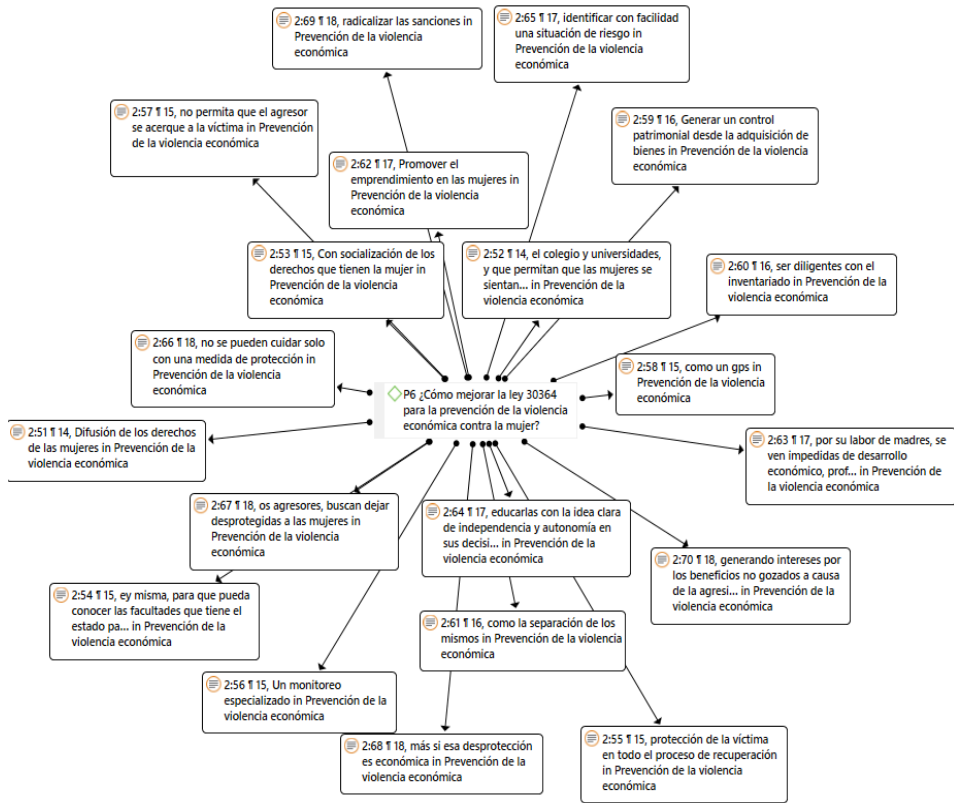 2:69 ¶ 18, radicalizar las sanciones in
Prevención de la violencia
económica
2:65 ¶ 17, identificar con facilidad
una situación de riesgo in
Prevención de la violencia
económica
2:57 ¶ 15, no permita que el agresor
se acerque a la víctima in Prevención
de la violencia económica
2:59 ¶ 16, Generar un control
patrimonial desde la adquisición de
bienes in Prevención de la violencia
económica
2:62 ¶ 17, Promover el
emprendimiento en las mujeres in
Prevención de la violencia
económica
2:53 ¶ 15, Con socialización de los
derechos que tienen la mujer in
Prevención de la violencia
económica
2:52 ¶ 14, el colegio y universidades,
y que permitan que las mujeres se
sientan... in Prevención de la
violencia económica
2:60 ¶ 16, ser diligentes con el
inventariado in Prevención de la
violencia económica
2:66 ¶ 18, no se pueden cuidar solo
con una medida de protección in
Prevención de la violencia
económica
2:58 ¶ 15, como un gps in
Prevención de la violencia
económica
P6 ¿Cómo mejorar la ley 30364
para la prevención de la violencia
económica contra la mujer?
2:51 ¶ 14, Difusión de los derechos
de las mujeres in Prevención de la
violencia económica
2:63 ¶ 17, por su labor de madres, se
ven impedidas de desarrollo
económico, prof... in Prevención de
la violencia económica
2:67 ¶ 18, os agresores, buscan dejar
desprotegidas a las mujeres in
Prevención de la violencia
económica
2:64 ¶ 17, educarlas con la idea clara
de independencia y autonomía en
sus decisi... in Prevención de la
violencia económica
2:70 ¶ 18, generando intereses por
los beneficios no gozados a causa
de la agresi... in Prevención de la
violencia económica
2:54 ¶ 15, ey misma, para que pueda
conocer las facultades que tiene el
estado pa... in Prevención de la
violencia económica
2:61 ¶ 16, como la separación de los
mismos in Prevención de la violencia
económica
2:56 ¶ 15, Un monitoreo
especializado in Prevención de la
violencia económica
2:68 ¶ 18, más si esa desprotección
es económica in Prevención de la
violencia económica
2:55 ¶ 15, protección de la víctima
en todo el proceso de recuperación
in Prevención de la violencia
económica